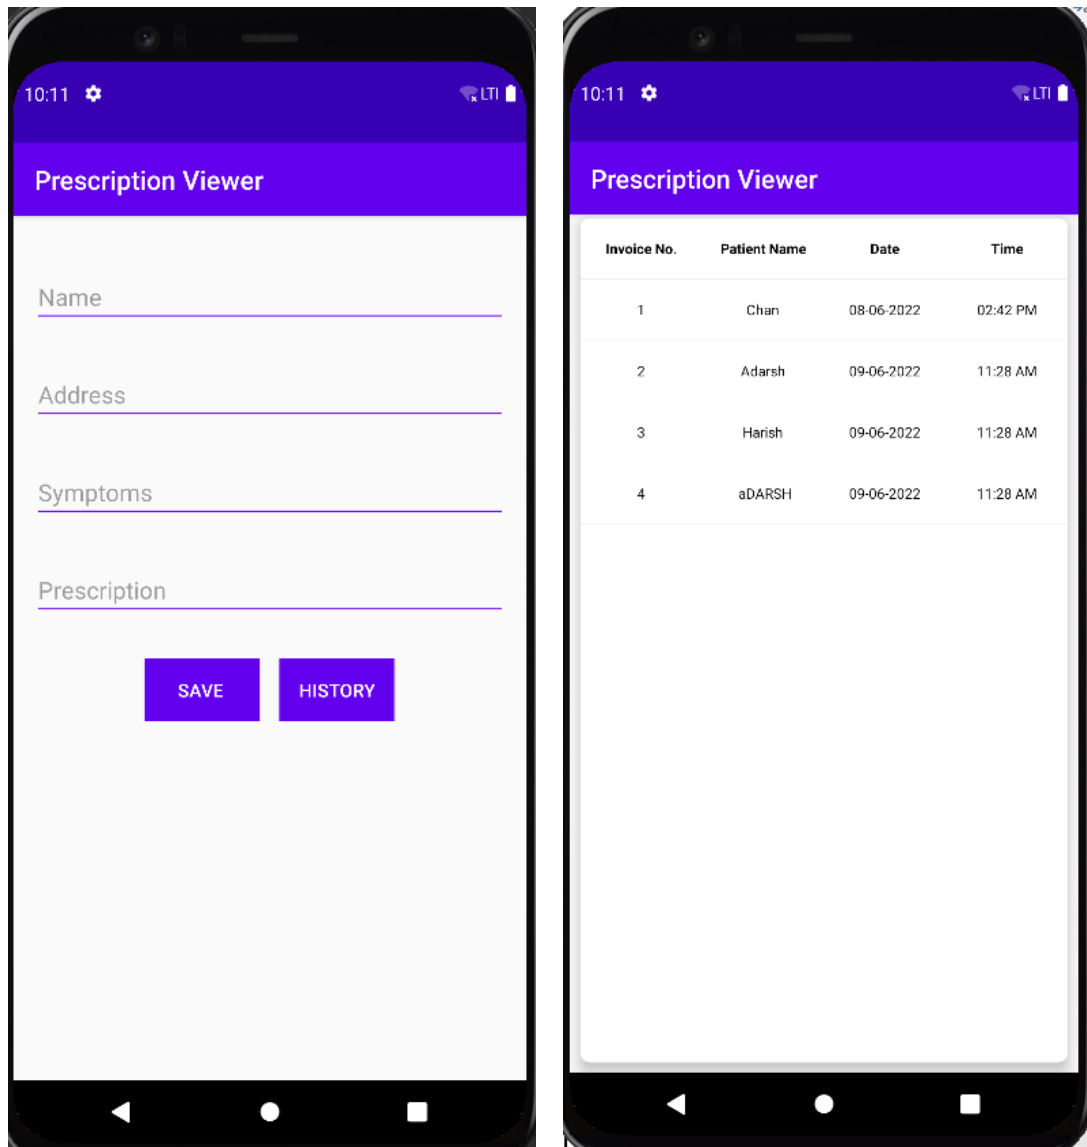 10:11 LTI
Prescription Viewer
Name
Address
Symptoms
Prescription
SAVE HISTORY
10:11 LTI
Prescription Viewer
Invoice No. Patient Name Date Time
1 Chan 08-06-2022 02:42 PM
2 Adarsh 09-06-2022 11:28 AM
3 Harish 09-06-2022 11:28 AM
4 aDARSH 09-06-2022 11:28 AM